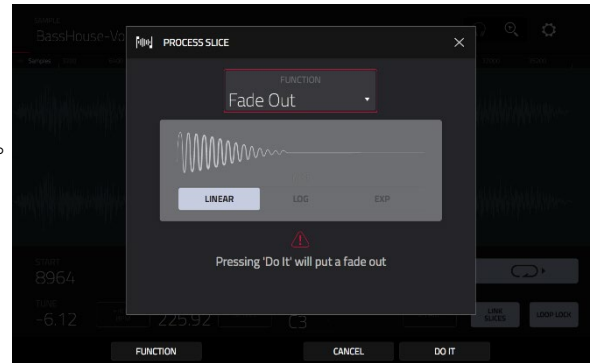 SAMPLE
BassHouse-Vo
PROCESS SLICE
FUNCTION
Fade Out
LINEAR LOG EXP
Pressing 'Do It' will put a fade out
START
8964
TUNE
-6.12
225.92
C3
LINK SLICES
LOOP LOCK
FUNCTION CANCEL DO IT